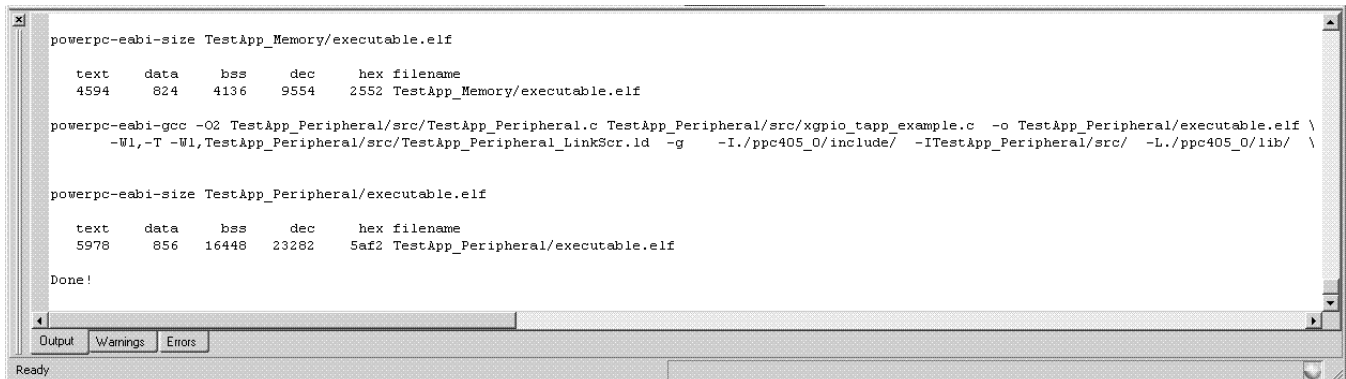 powerpc-eabi-size TestApp_Memory/executable.elf
text data bss dec hex filename
4594 824 4136 9554 2552 TestApp_Memory/executable.elf
powerpc-eabi-gcc -O2 TestApp_Peripheral/src/TestApp_Peripheral.c TestApp_Peripheral/src/xgpio_tapp_example.c -o TestApp_Peripheral/executable.elf \
-Wl,-T -Wl,TestApp_Peripheral/src/TestApp_Peripheral_LinkScr.ld -g -I./ppc405_0/include/ -ITestApp_Peripheral/src/ -L./ppc405_0/lib/ \
powerpc-eabi-size TestApp_Peripheral/executable.elf
text data bss dec hex filename
5978 856 16448 23282 5af2 TestApp_Peripheral/executable.elf
Done!
Output Warnings Errors
Ready